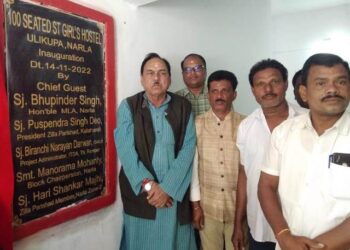 100 SEATED ST GIRL'S HOSTEL
ULIKUPA, NARLA
Inauguration
Dt.14-11-2022
By
Chief Guest
Sj. Bhupinder Singh,
Hon'ble MLA, Narla
Sj. Puspendra Singh Deo,
President Zilla Parishad, Kalahandi
Sj. Biranchi Narayan Darwan,
Project Administrator, ITDA, Th. Rampur
Smt. Manorama Mohanty,
Block Chairperson, Narla
Sj. Hari Shankar Majhi,
Zilla Parishad Member, Narla